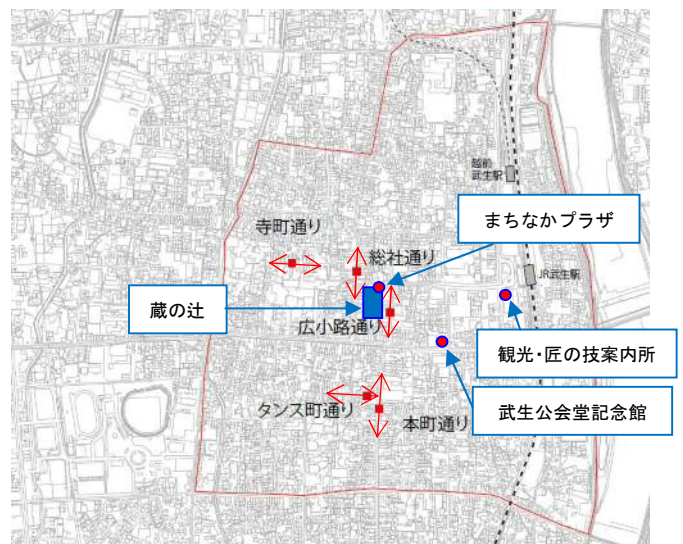 越前
武生駅
まちなかプラザ
寺町通り
総社通り
JR武生駅
蔵の辻
広小路通り
観光・匠の技案内所
タンス町通り
本町通り
武生公会堂記念館